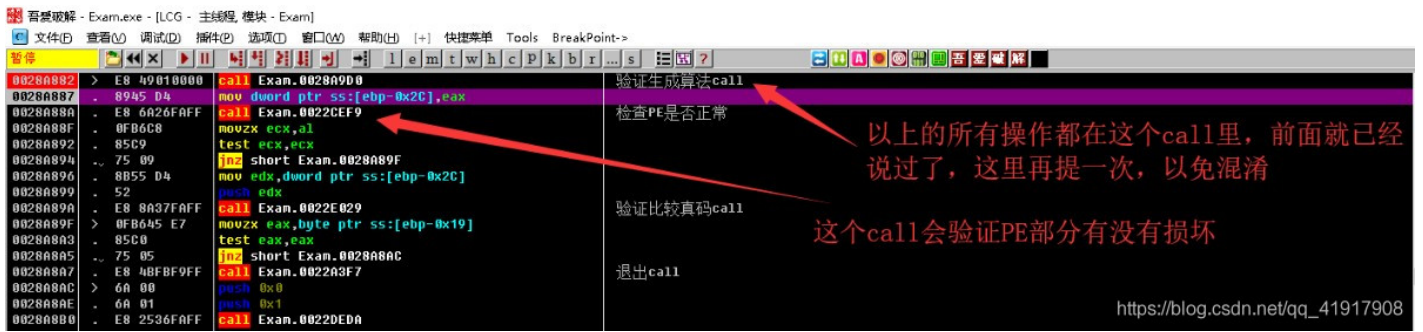 吾爱破解 - Exam.exe - [LCG - 主线程, 模块 - Exam]
文件(F) 查看(V) 调试(D) 插件(P) 选项(T) 窗口(W) 帮助(H) [+] 快捷菜单 Tools BreakPoint->
暂停 l e m t w h c P k b r ... s ? 吾 爱 破 解
0028A882 > E8 49010000 call Exam.0028A9D0 验证生成算法call
0028A887 . 8945 D4 mov dword ptr ss:[ebp-0x2C],eax
0028A88A . E8 6A26FAFF call Exam.0022CEF9 检查PE是否正常
0028A88F . 0FB6C8 movzx ecx,al
0028A892 . 85C9 test ecx,ecx
0028A894 .. 75 09 jnz short Exam.0028A89F
0028A896 . 8B55 D4 mov edx,dword ptr ss:[ebp-0x2C]
0028A899 . 52 push edx
0028A89A . E8 8A37FAFF call Exam.0022E029 验证比较真码call
0028A89F > 0FB645 E7 movzx eax,byte ptr ss:[ebp-0x19]
0028A8A3 . 85C0 test eax,eax
0028A8A5 .. 75 05 jnz short Exam.0028A8AC
0028A8A7 . E8 4BFBF9FF call Exam.0022A3F7 退出call
0028A8AC > 6A 00 push 0x0
0028A8AE . 6A 01 push 0x1
0028A8B0 . E8 2536FAFF call Exam.0022DEDA
以上的所有操作都在这个call里，前面就已经
说过了，这里再提一次，以免混淆
这个call会验证PE部分有没有损坏
https://blog.csdn.net/qq_41917908